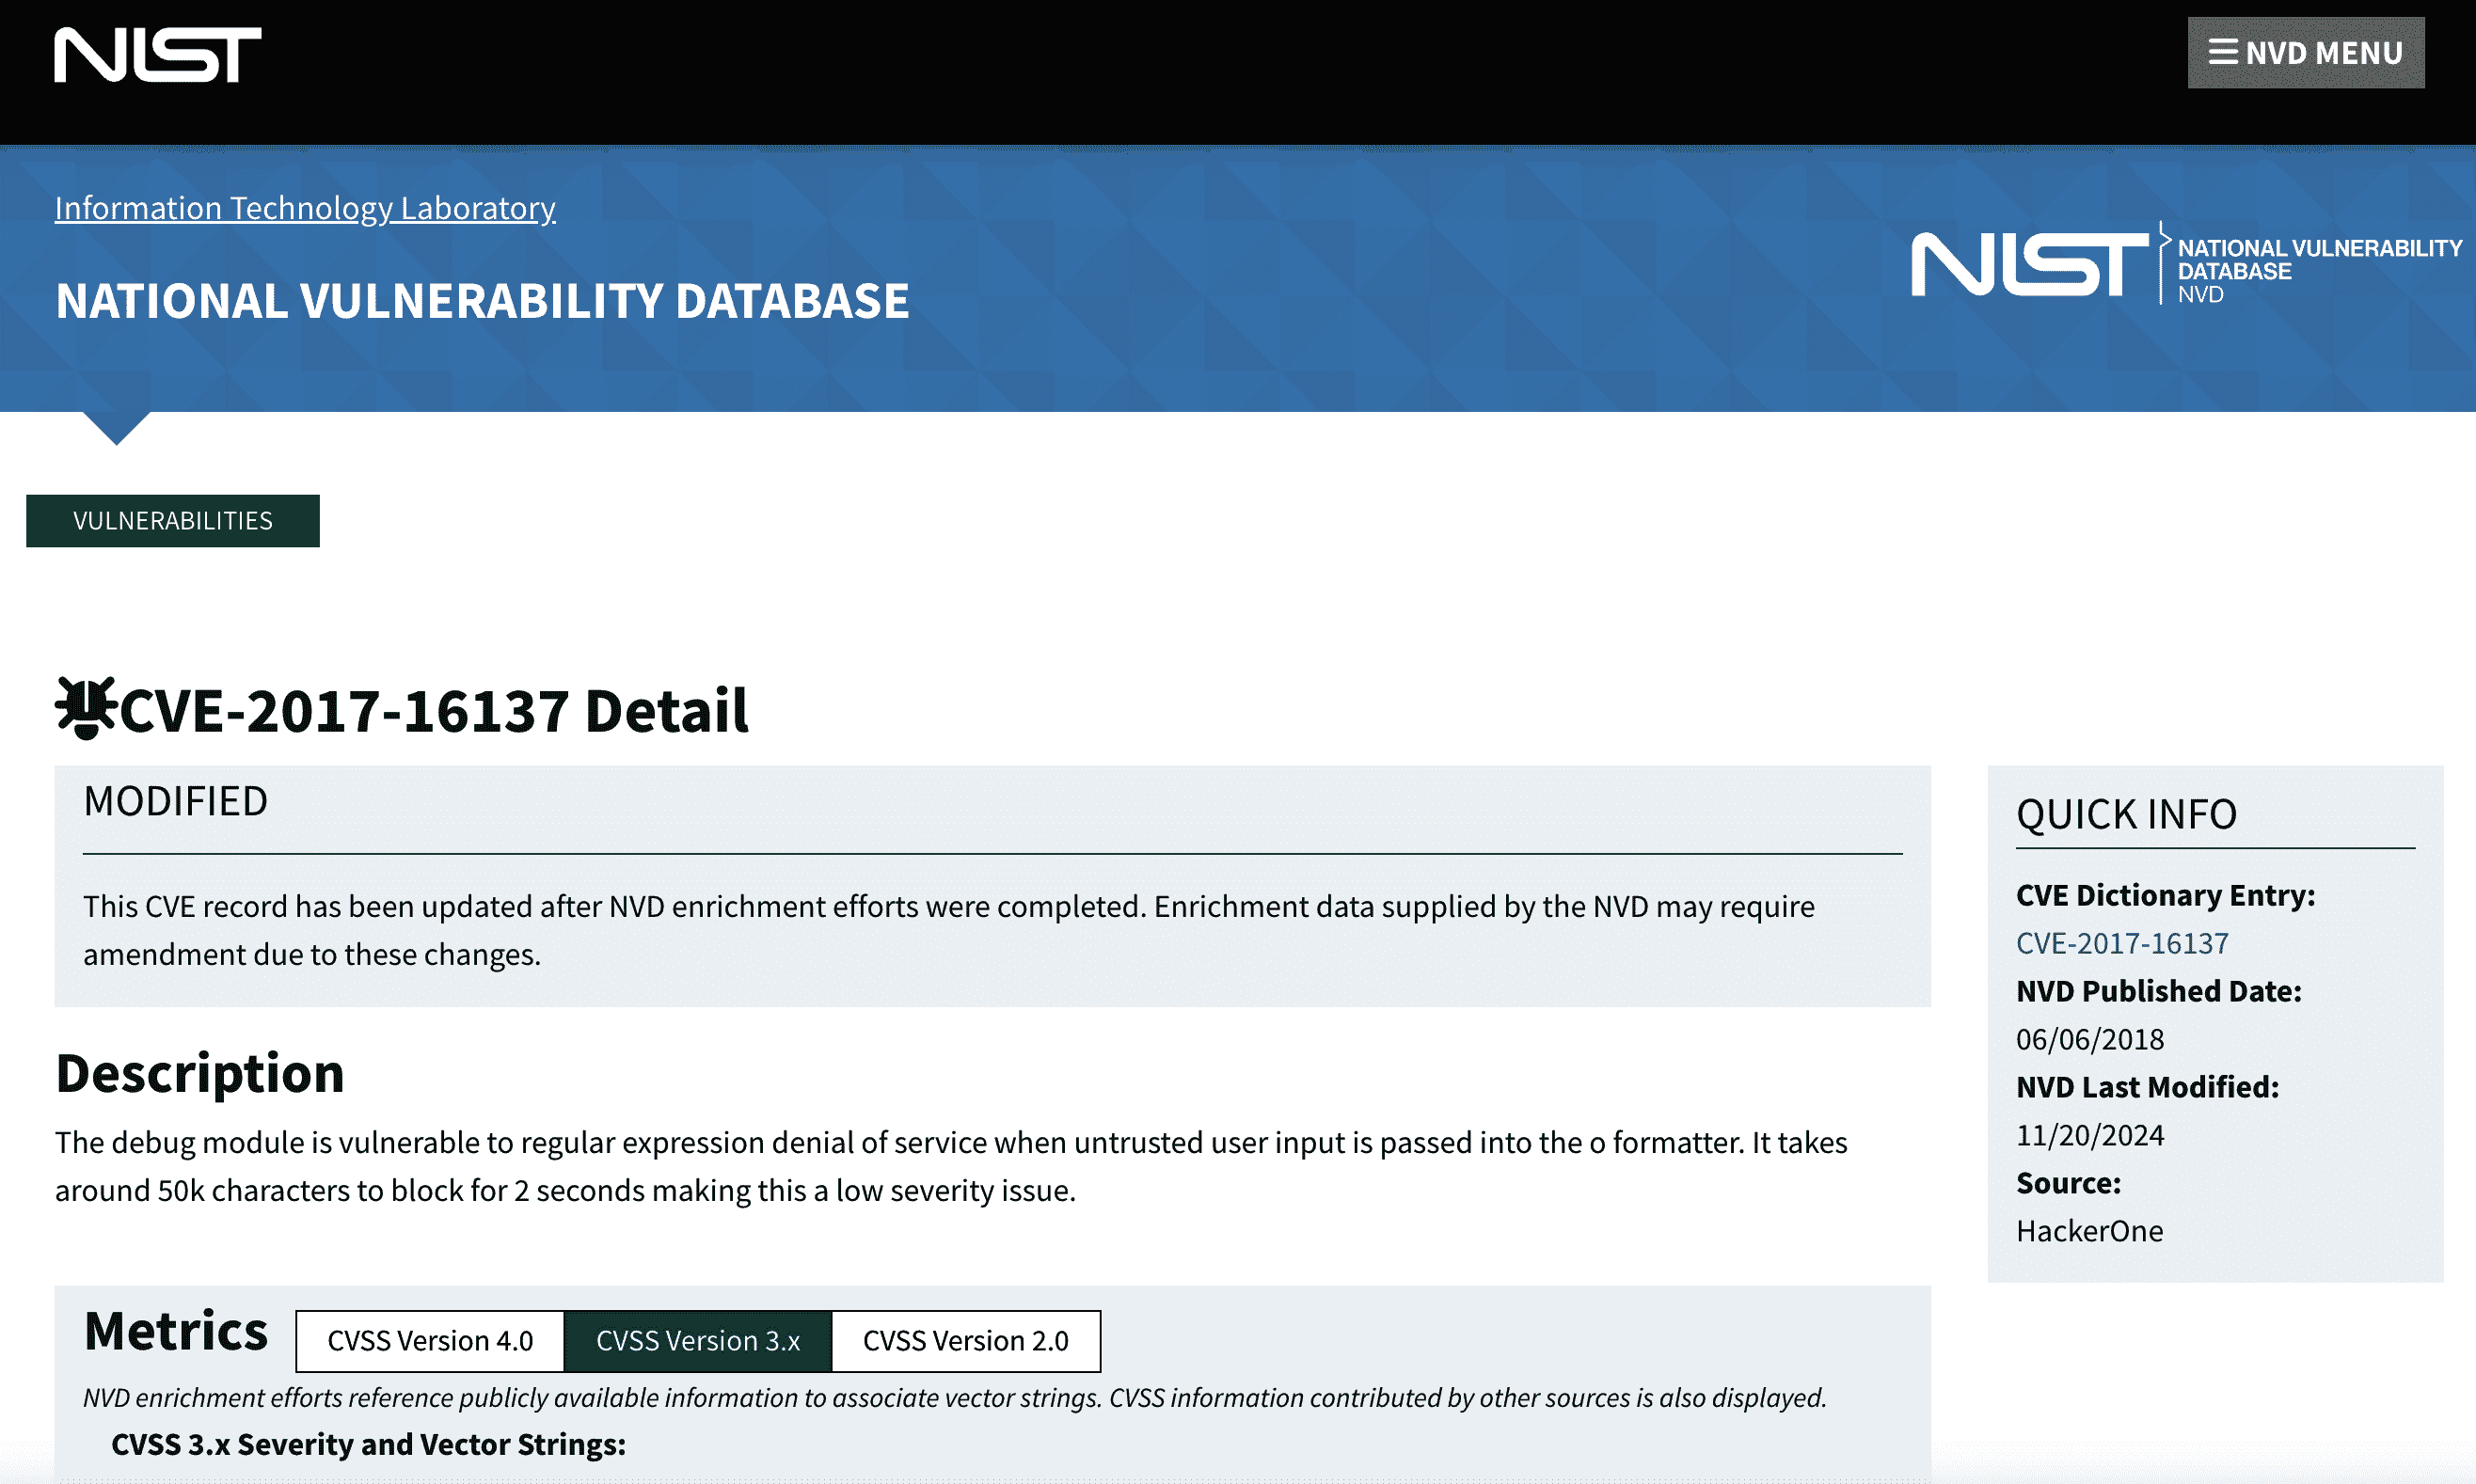 NIST
NVD MENU
Information Technology Laboratory
NATIONAL VULNERABILITY DATABASE
NIST
NATIONAL VULNERABILITY
DATABASE
NVD
VULNERABILITIES
CVE-2017-16137 Detail
MODIFIED
This CVE record has been updated after NVD enrichment efforts were completed. Enrichment data supplied by the NVD may require
amendment due to these changes.
Description
The debug module is vulnerable to regular expression denial of service when untrusted user input is passed into the o formatter. It takes
around 50k characters to block for 2 seconds making this a low severity issue.
Metrics
CVSS Version 4.0
CVSS Version 3.x
CVSS Version 2.0
NVD enrichment efforts reference publicly available information to associate vector strings. CVSS information contributed by other sources is also displayed.
CVSS 3.x Severity and Vector Strings:
QUICK INFO
CVE Dictionary Entry:
CVE-2017-16137
NVD Published Date:
06/06/2018
NVD Last Modified:
11/20/2024
Source:
HackerOne